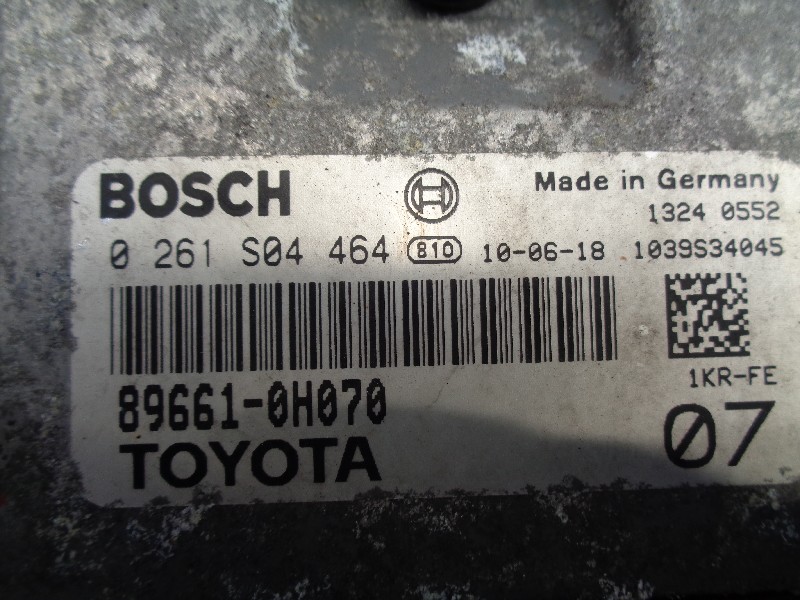 BOSCH Made in Germany
1324 0552
0 261 S04 464 810 10-06-18 1039S34045
89661-0H070
1KR-FE
TOYOTA
07